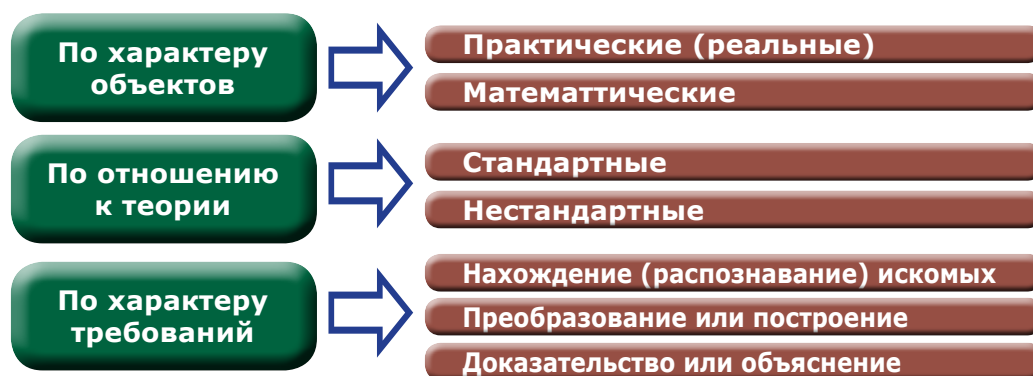 По характеру
объектов
Практические (реальные)
Математтические
По отношению
к теории
Стандартные
Нестандартные
По характеру
требований
Нахождение (распознавание) искомых
Преобразование или построение
Доказательство или объяснение